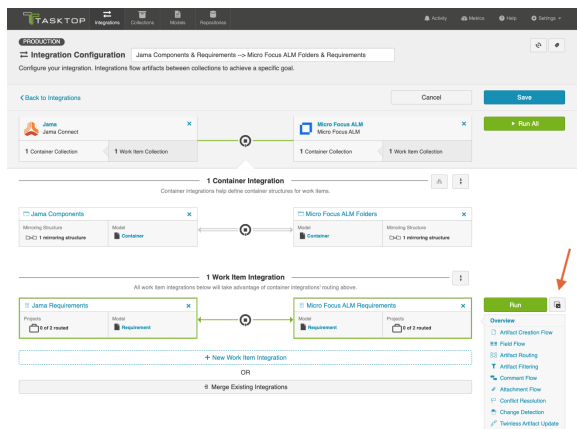 TASKTOP
Integrations
Collections
Models
Repositories
Activity
Metrics
Help
Settings
PRODUCTION
Integration Configuration
Jama Components & Requirements --> Micro Focus ALM Folders & Requirements
Configure your integration. Integrations flow artifacts between collections to achieve a specific goal.
Back to Integrations
Cancel
Save
Jama
Jama Connect
Micro Focus ALM
Micro Focus ALM
Run All
1 Container Collection
1 Work Item Collection
1 Container Collection
1 Work Item Collection
1 Container Integration
Container integrations help define container structures for work items.
Jama Components
Micro Focus ALM Folders
Mirroring Structure
1 mirroring structure
Model
Container
Model
Container
Mirroring Structure
1 mirroring structure
1 Work Item Integration
All work item integrations below will take advantage of container integrations' routing above.
Jama Requirements
Micro Focus ALM Requirements
Run
Projects
0 of 2 routed
Model
Requirement
Model
Requirement
Projects
0 of 2 routed
Overview
Artifact Creation Flow
Field Flow
Artifact Routing
Artifact Filtering
Comment Flow
Attachment Flow
Conflict Resolution
Change Detection
Twinless Artifact Update
+ New Work Item Integration
OR
Merge Existing Integrations